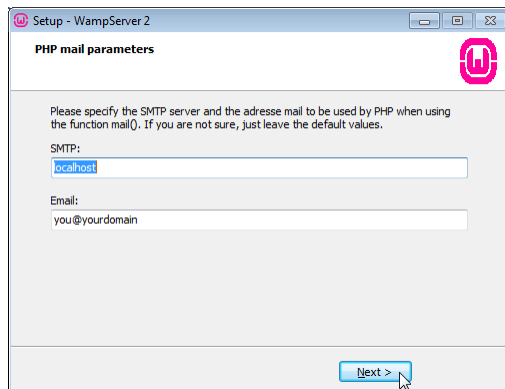 Setup - WampServer 2
PHP mail parameters
Please specify the SMTP server and the adresse mail to be used by PHP when using
the function mail(). If you are not sure, just leave the default values.
SMTP:
localhost
Email:
you@yourdomain
Next >